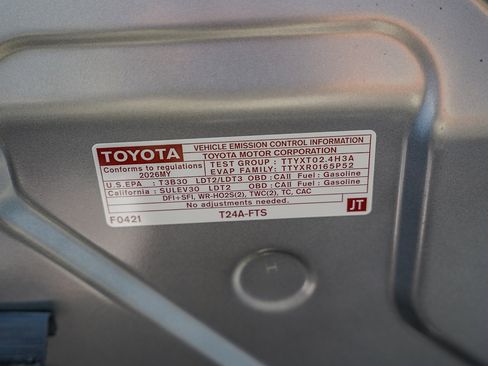 TOYOTA
VEHICLE EMISSION CONTROL INFORMATION
TOYOTA MOTOR CORPORATION
Conforms to regulations
2026MY
TEST GROUP : TTYXT02.4H3A
EVAP FAMILY: TTYXR0165P52
U.S.EPA : T3B30 LDT2/LDT3 OBD : CAII Fuel : Gasoline
California : SULEV30 LDT2 OBD : CAII Fuel : Gasoline
DFI+SFI, WR-HO2S(2), TWC(2), TC, CAC
No adjustments needed.
F0421 T24A-FTS JT
H